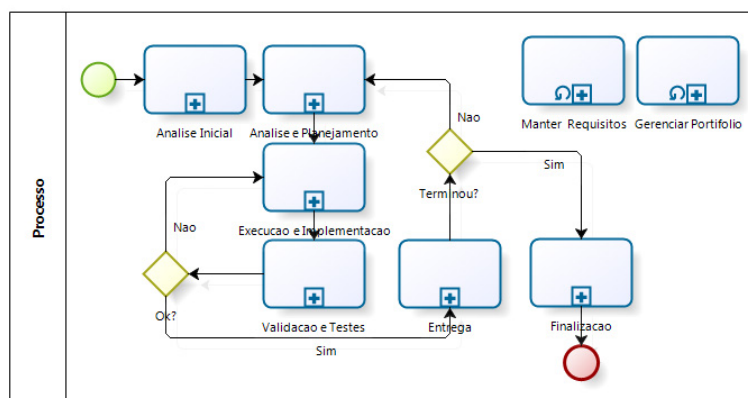 Processo
Analise Inicial
Analise e Planejamento
Manter Requisitos
Gerenciar Portifolio
Nao
Sim
Terminou?
Nao
Execucao e Implementacao
Ok?
Validacao e Testes
Entrega
Finalizacao
Sim